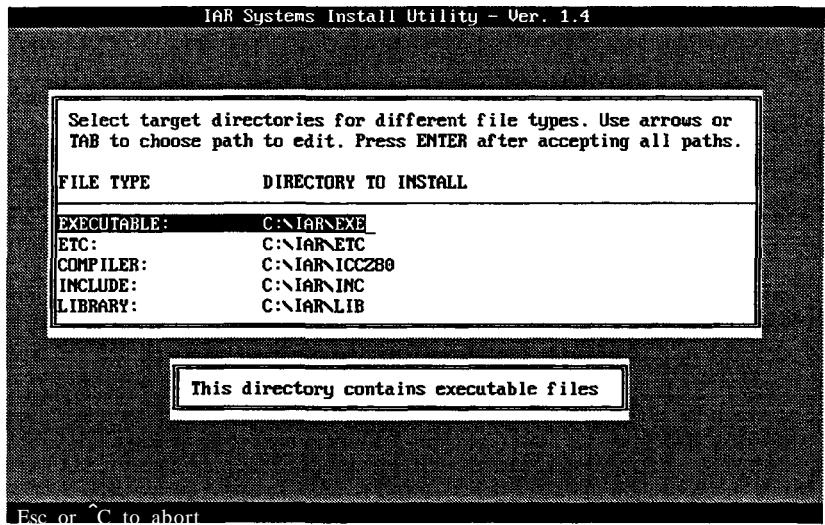 IAR Systems Install Utility - Ver. 1.4
Select target directories for different file types. Use arrows or
TAB to choose path to edit. Press ENTER after accepting all paths.
FILE TYPE DIRECTORY TO INSTALL
EXECUTABLE: C:\IAR\EXE_
ETC: C:\IAR\ETC
COMPILER: C:\IAR\ICCZ80
INCLUDE: C:\IAR\INC
LIBRARY: C:\IAR\LIB
This directory contains executable files
Esc or ^C to abort